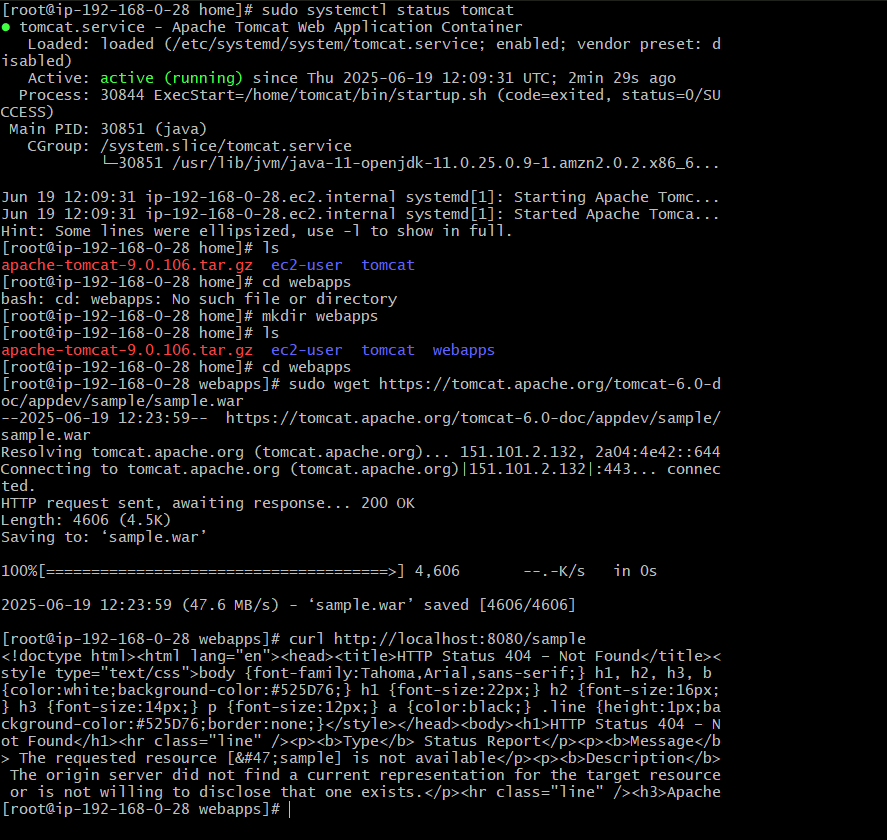 [root@ip-192-168-0-28 home]# sudo systemctl status tomcat
● tomcat.service - Apache Tomcat Web Application Container
   Loaded: loaded (/etc/systemd/system/tomcat.service; enabled; vendor preset: d
isabled)
   Active: active (running) since Thu 2025-06-19 12:09:31 UTC; 2min 29s ago
  Process: 30844 ExecStart=/home/tomcat/bin/startup.sh (code=exited, status=0/SU
CCESS)
 Main PID: 30851 (java)
   CGroup: /system.slice/tomcat.service
           └─30851 /usr/lib/jvm/java-11-openjdk-11.0.25.0.9-1.amzn2.0.2.x86_6...

Jun 19 12:09:31 ip-192-168-0-28.ec2.internal systemd[1]: Starting Apache Tomc...
Jun 19 12:09:31 ip-192-168-0-28.ec2.internal systemd[1]: Started Apache Tomca...
Hint: Some lines were ellipsized, use -l to show in full.
[root@ip-192-168-0-28 home]# ls
apache-tomcat-9.0.106.tar.gz  ec2-user  tomcat
[root@ip-192-168-0-28 home]# cd webapps
bash: cd: webapps: No such file or directory
[root@ip-192-168-0-28 home]# mkdir webapps
[root@ip-192-168-0-28 home]# ls
apache-tomcat-9.0.106.tar.gz  ec2-user  tomcat  webapps
[root@ip-192-168-0-28 home]# cd webapps
[root@ip-192-168-0-28 webapps]# sudo wget https://tomcat.apache.org/tomcat-6.0-d
oc/appdev/sample/sample.war
--2025-06-19 12:23:59--  https://tomcat.apache.org/tomcat-6.0-doc/appdev/sample/
sample.war
Resolving tomcat.apache.org (tomcat.apache.org)... 151.101.2.132, 2a04:4e42::644
Connecting to tomcat.apache.org (tomcat.apache.org)|151.101.2.132|:443... connec
ted.
HTTP request sent, awaiting response... 200 OK
Length: 4606 (4.5K)
Saving to: ‘sample.war’

100%[======================================>] 4,606       --.-K/s   in 0s

2025-06-19 12:23:59 (47.6 MB/s) - ‘sample.war’ saved [4606/4606]

[root@ip-192-168-0-28 webapps]# curl http://localhost:8080/sample
<!doctype html><html lang="en"><head><title>HTTP Status 404 – Not Found</title><
style type="text/css">body {font-family:Tahoma,Arial,sans-serif;} h1, h2, h3, b 
{color:white;background-color:#525D76;} h1 {font-size:22px;} h2 {font-size:16px;
} h3 {font-size:14px;} p {font-size:12px;} a {color:black;} .line {height:1px;ba
ckground-color:#525D76;border:none;}</style></head><body><h1>HTTP Status 404 – N
ot Found</h1><hr class="line" /><p><b>Type</b> Status Report</p><p><b>Message</b
> The requested resource [&#47;sample] is not available</p><p><b>Description</b>
 The origin server did not find a current representation for the target resource
 or is not willing to disclose that one exists.</p><hr class="line" /><h3>Apache
[root@ip-192-168-0-28 webapps]#